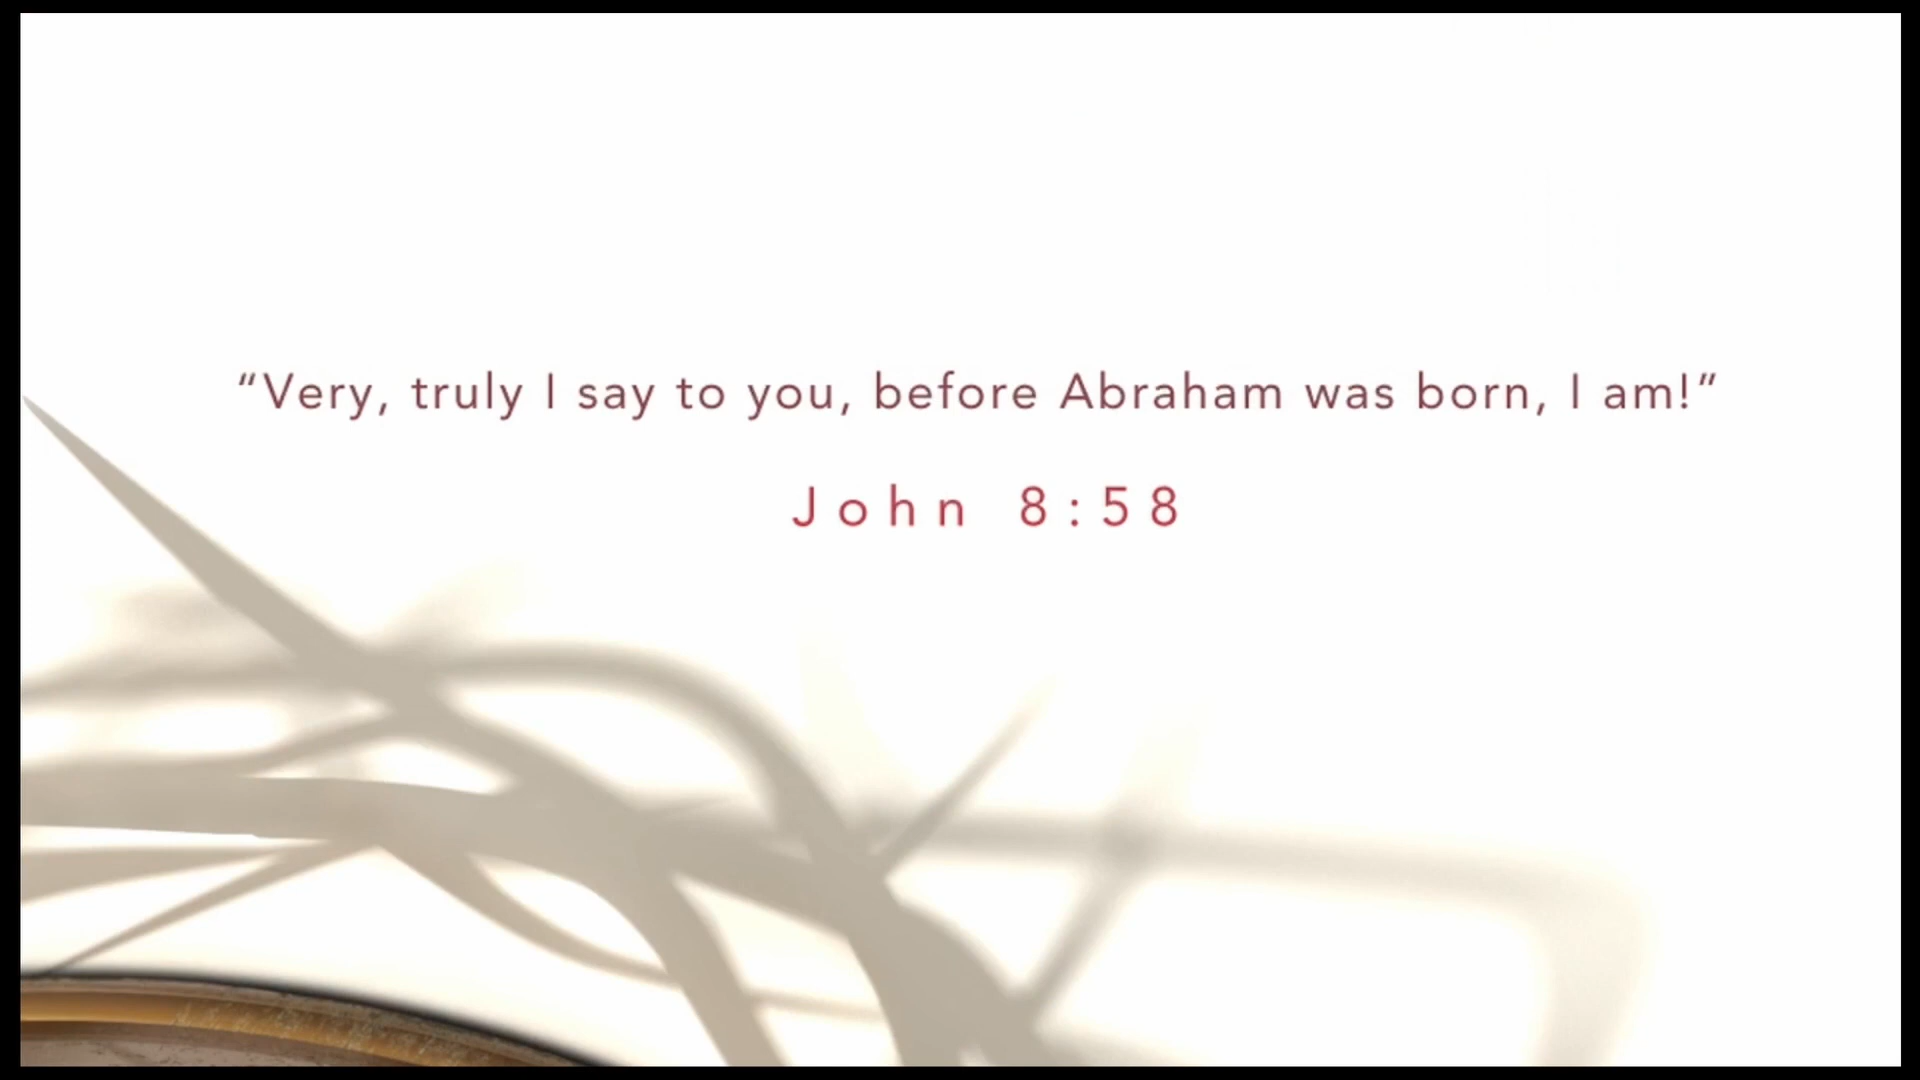 “Very, truly I say to you, before Abraham was born, I am!”
John 8:58